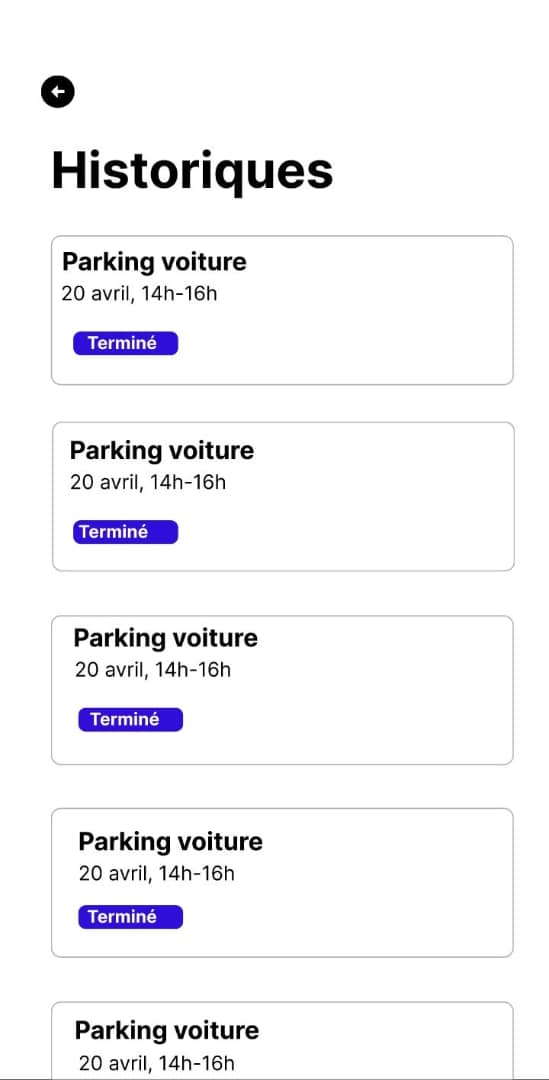 Historiques
Parking voiture
20 avril, 14h-16h
Terminé
Parking voiture
20 avril, 14h-16h
Terminé
Parking voiture
20 avril, 14h-16h
Terminé
Parking voiture
20 avril, 14h-16h
Terminé
Parking voiture
20 avril, 14h-16h